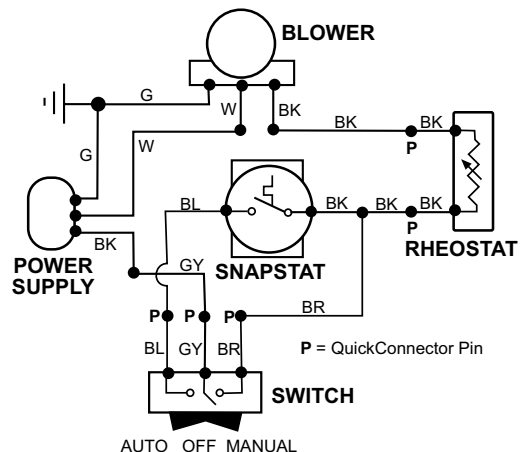 BLOWER
G
W
BK
BK
BK
P
G
W
BL
BK
BK
BK
P
RHEOSTAT
BK
POWER
SUPPLY
SNAPSTAT
GY
BR
P
P
P
BL
GY
BR
P = QuickConnector Pin
SWITCH
AUTO OFF MANUAL